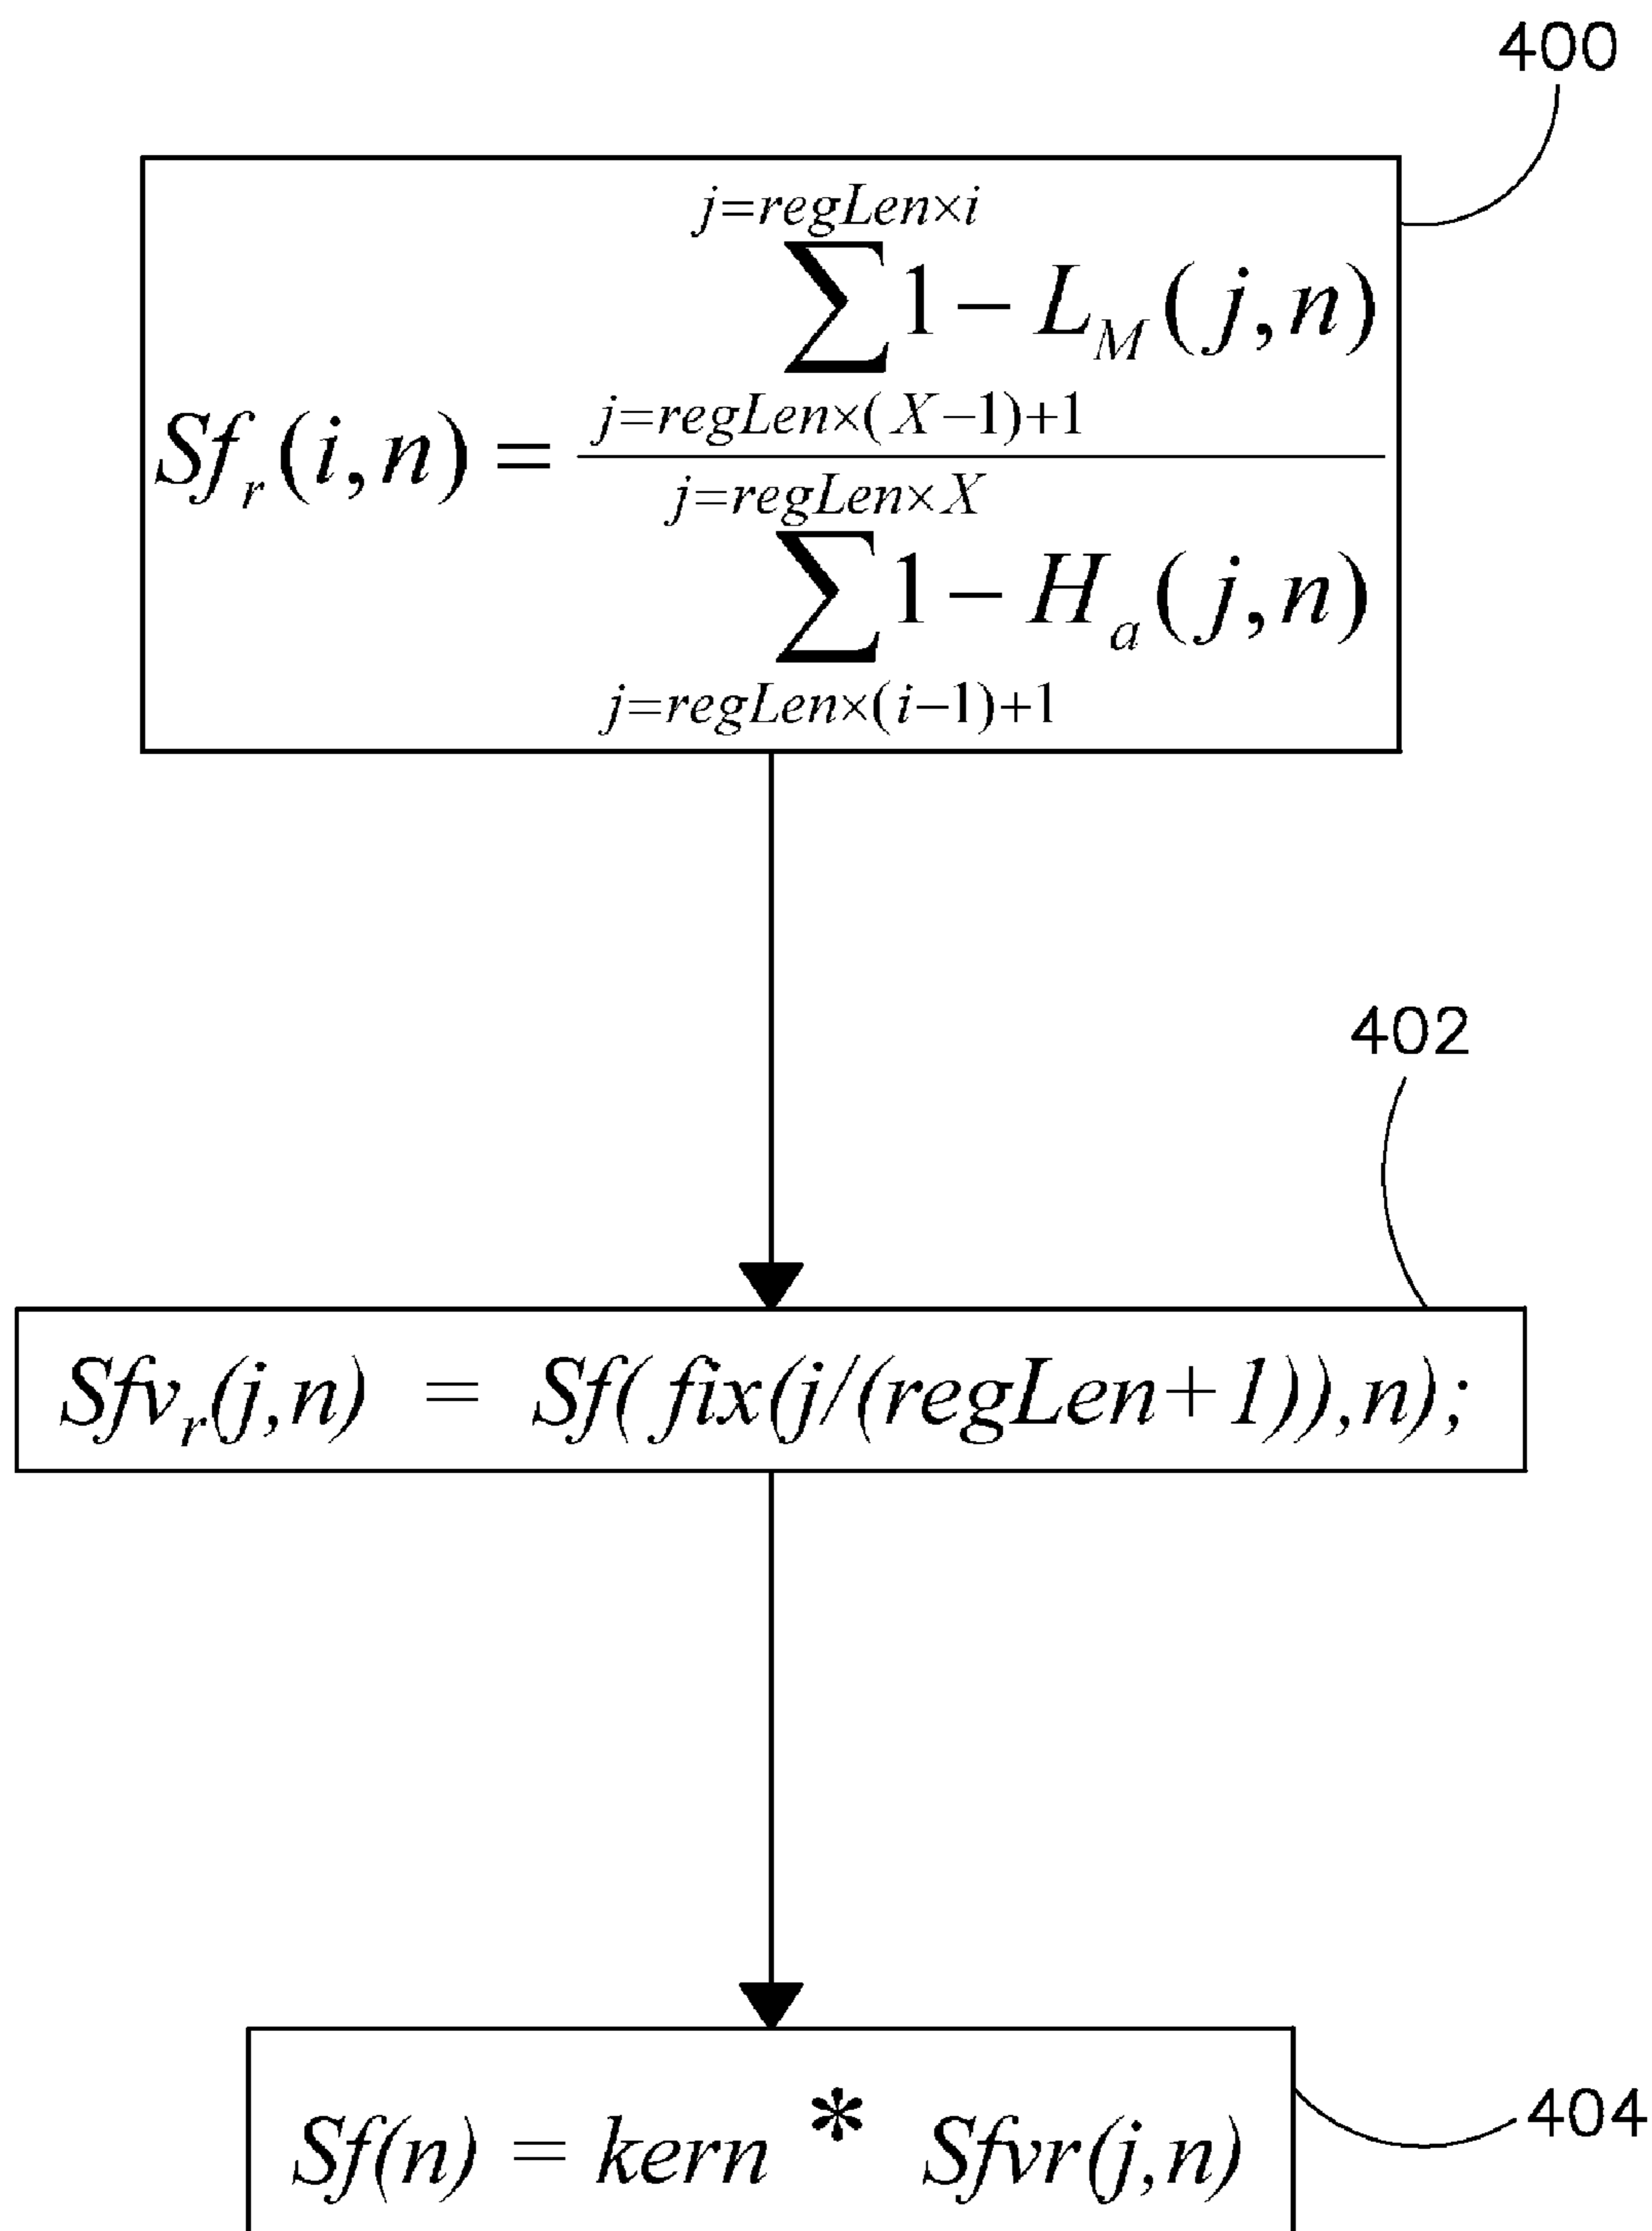 400
j=regLen×i
∑1−L_M(j,n)
j=regLen×(X−1)+1
Sf_r(i,n)=
j=regLen×X
∑1−H_a(j,n)
j=regLen×(i−1)+1
402
Sfv_r(j,n) = Sf(fix(j/(regLen+1)),n);
404
Sf(n) = kern * Sfvr(j,n)